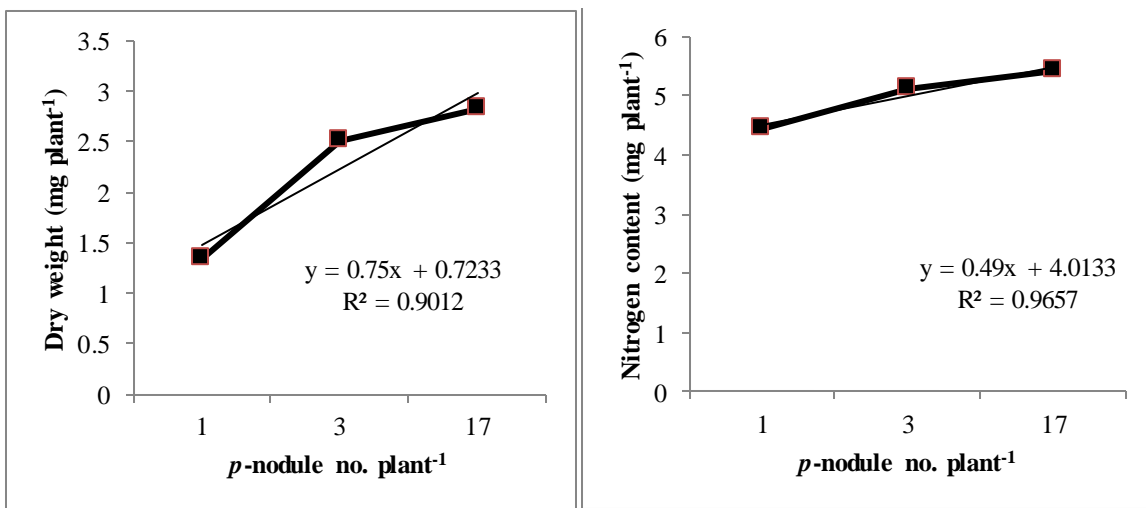 Dry weight (mg plant⁻¹)
3.5
3
2.5
2
1.5
1
0.5
0
y = 0.75x + 0.7233
R² = 0.9012
1 3 17
p-nodule no. plant⁻¹
Nitrogen content (mg plant⁻¹)
6
5
4
3
2
1
0
y = 0.49x + 4.0133
R² = 0.9657
1 3 17
p-nodule no. plant⁻¹